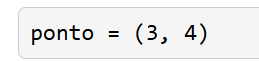 ponto = (3, 4)